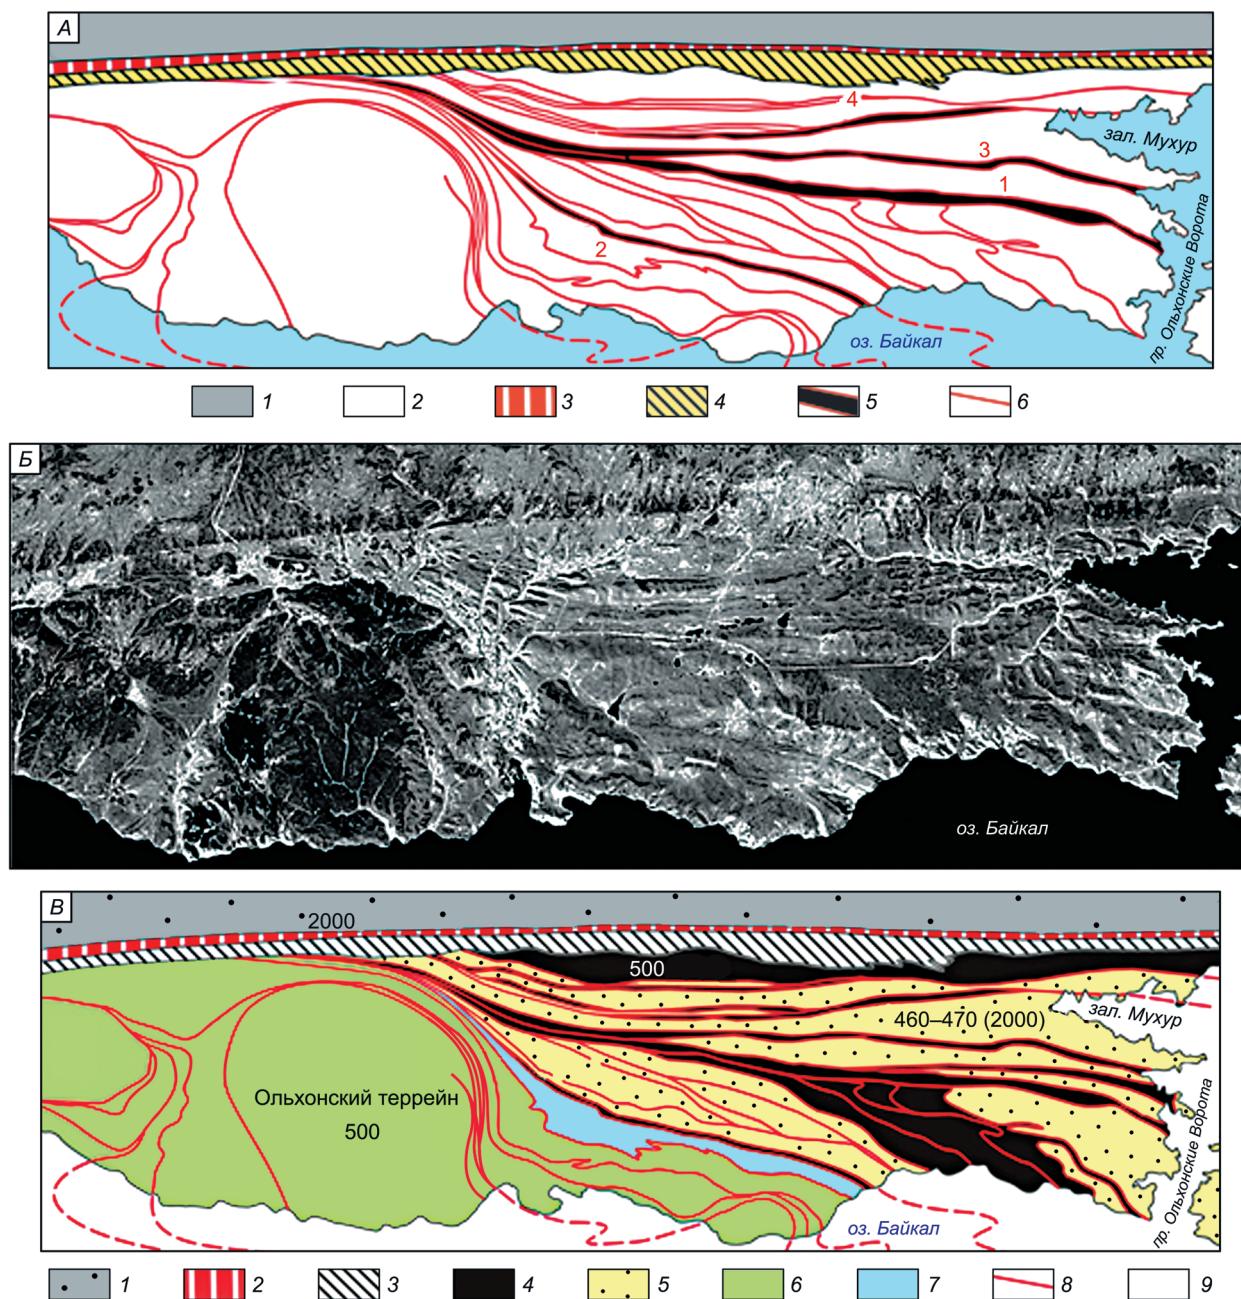 А
4
зал. Мухур
3
1
2
оз. Байкал
пр. Ольхонские Ворота
1 2 3 4 5 6
Б
оз. Байкал
В
2000
500
460–470 (2000)
зал. Мухур
Ольхонский террейн
500
оз. Байкал
пр. Ольхонские Ворота
1 2 3 4 5 6 7 8 9